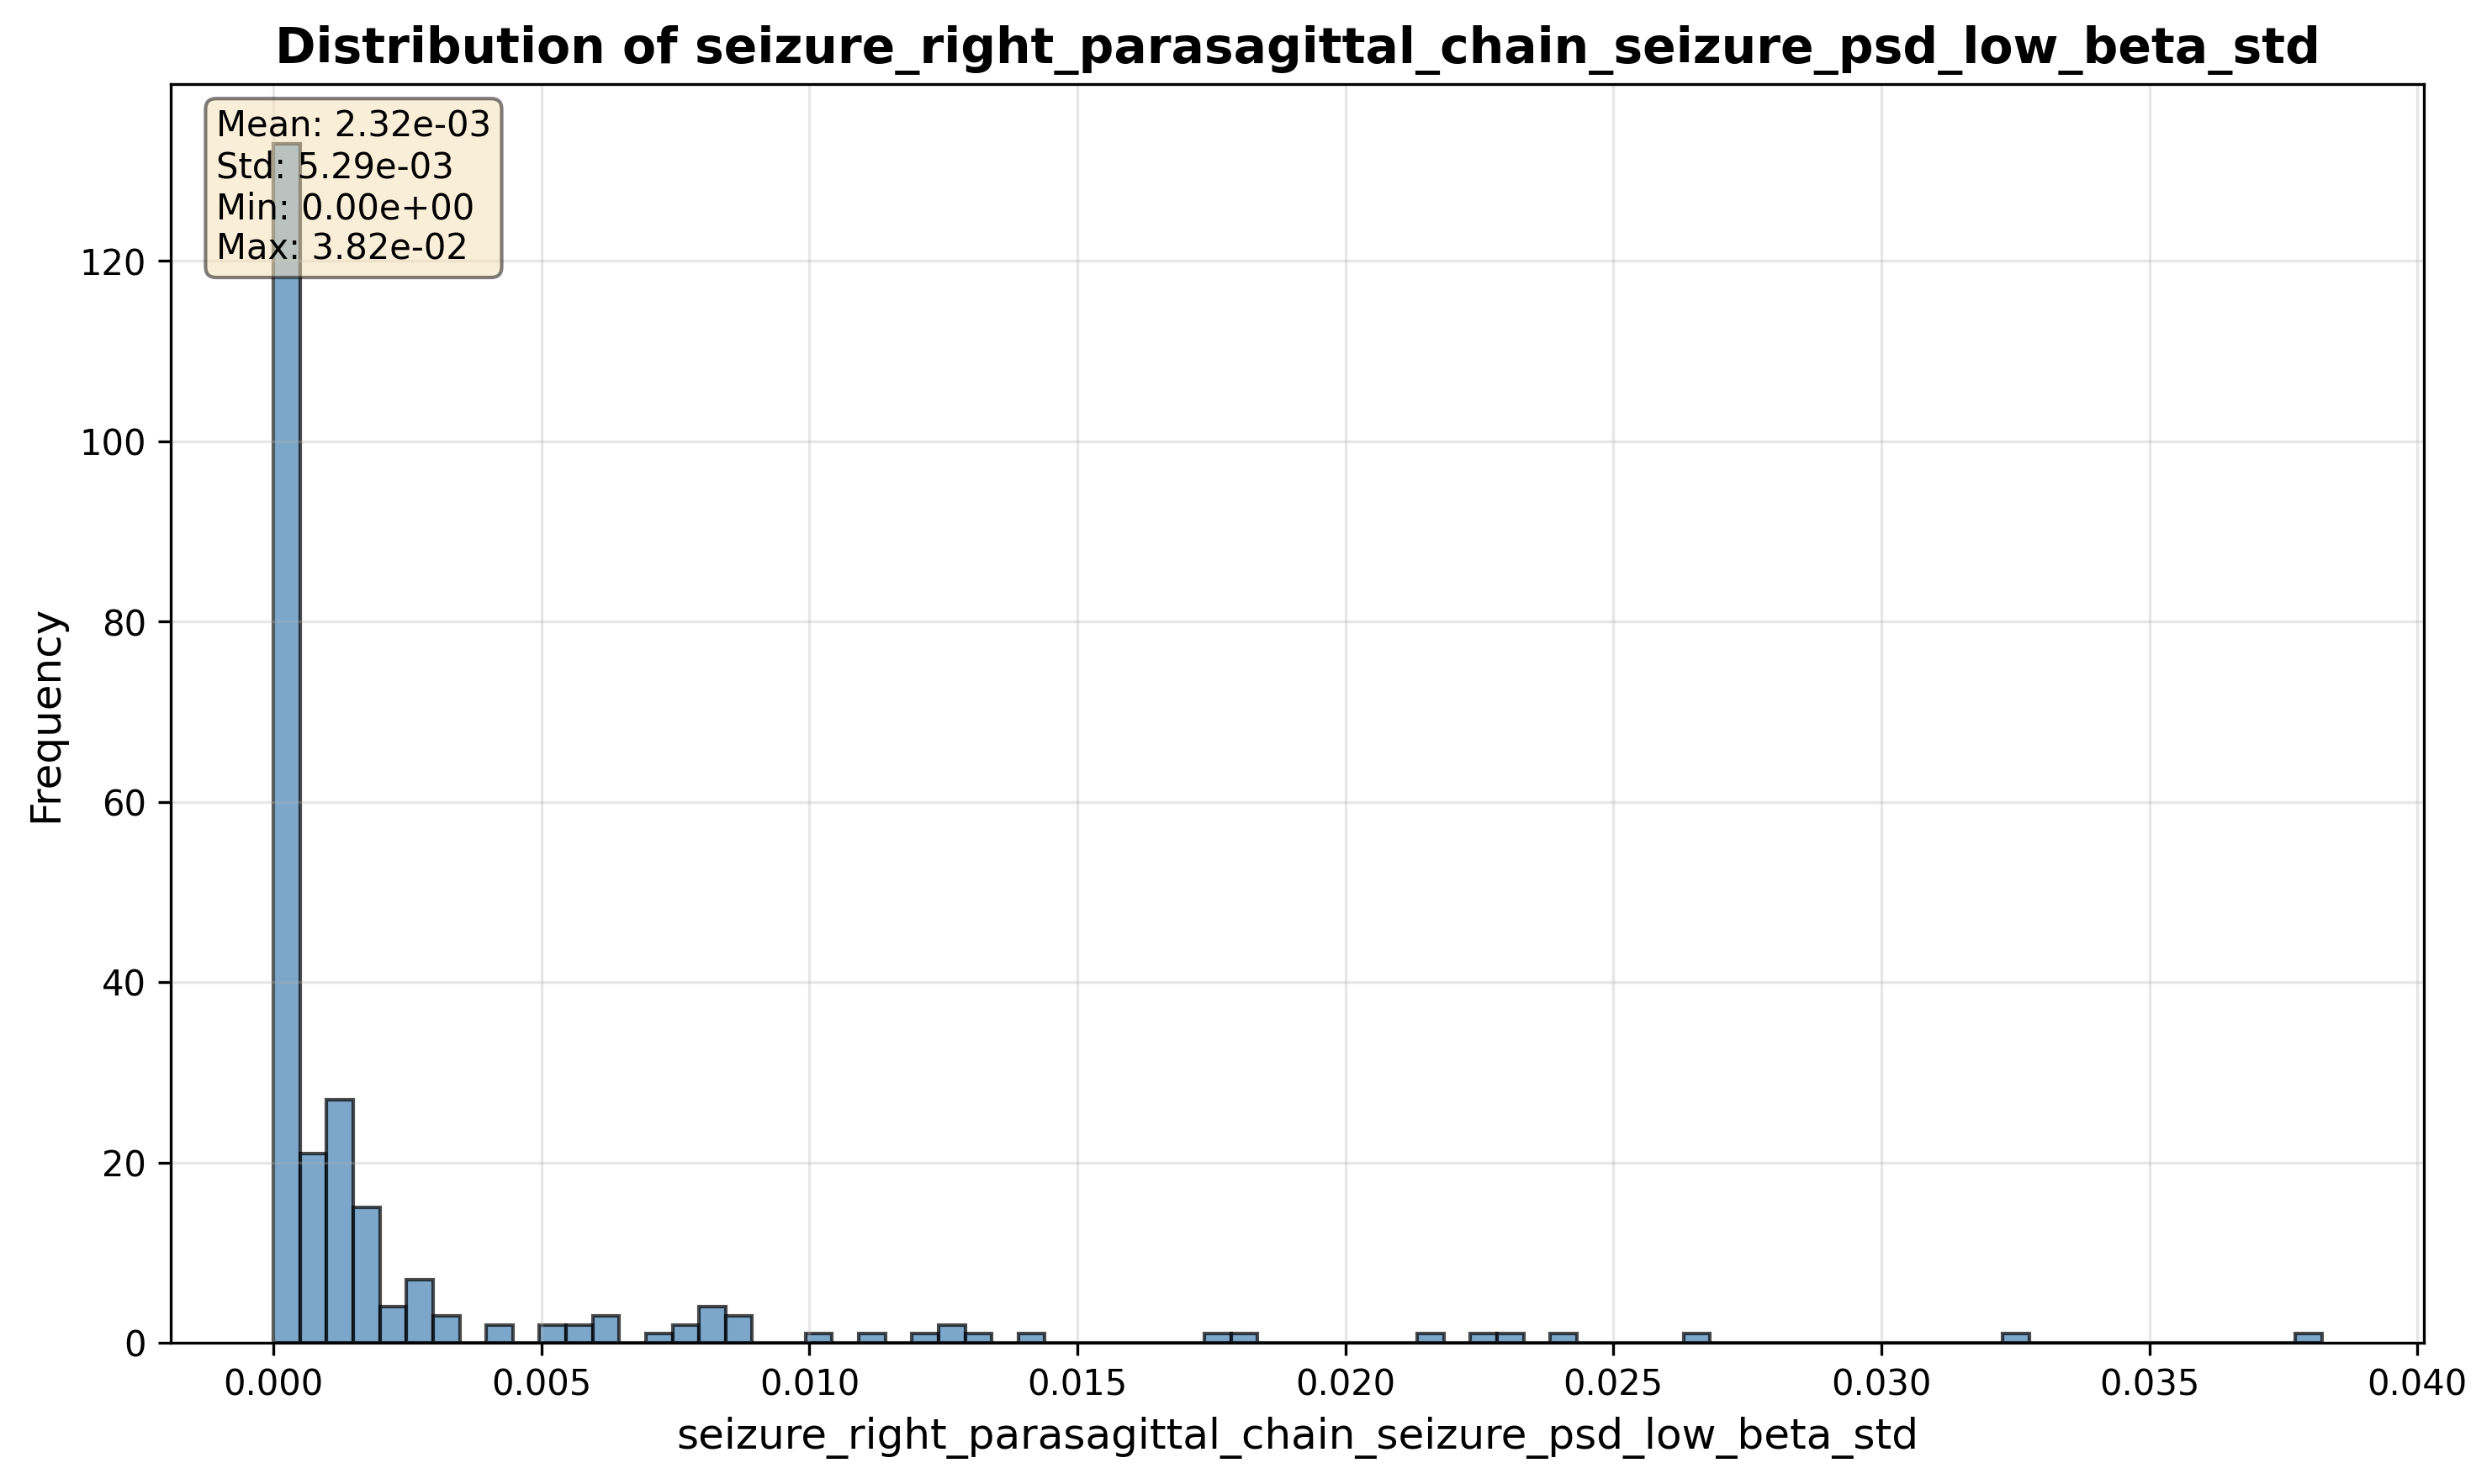 Distribution of seizure_right_parasagittal_chain_seizure_psd_low_beta_std
Mean: 2.32e-03
Std: 5.29e-03
Min: 0.00e+00
Max: 3.82e-02
120
100
80
60
40
20
0
Frequency
0.000 0.005 0.010 0.015 0.020 0.025 0.030 0.035 0.040
seizure_right_parasagittal_chain_seizure_psd_low_beta_std